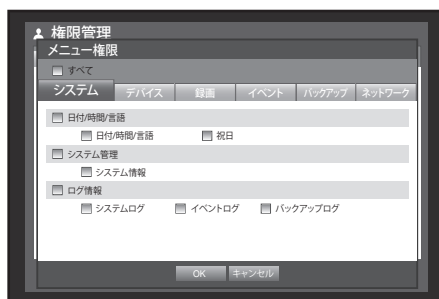 権限管理
メニュー権限
すべて
システム デバイス 録画 イベント バックアップ ネットワーク
日付/時間/言語
日付/時間/言語 祝日
システム管理
システム情報
ログ情報
システムログ イベントログ バックアップログ
OK キャンセル